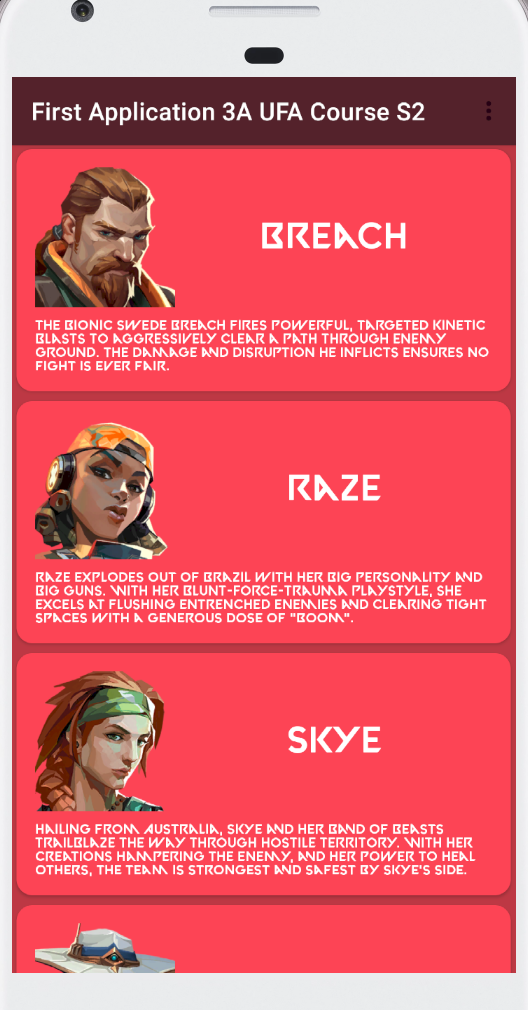 First Application 3A UFA Course S2
BREACH
THE BIONIC SWEDE BREACH FIRES POWERFUL, TARGETED KINETIC
BLASTS TO AGGRESSIVELY CLEAR A PATH THROUGH ENEMY
GROUND. THE DAMAGE AND DISRUPTION HE INFLICTS ENSURES NO
FIGHT IS EVER FAIR.
RAZE
RAZE EXPLODES OUT OF BRAZIL WITH HER BIG PERSONALITY AND
BIG GUNS. WITH HER BLUNT-FORCE-TRAUMA PLAYSTYLE, SHE
EXCELS AT FLUSHING ENTRENCHED ENEMIES AND CLEARING TIGHT
SPACES WITH A GENEROUS DOSE OF "BOOM".
SKYE
HAILING FROM AUSTRALIA, SKYE AND HER BAND OF BEASTS
TRAILBLAZE THE WAY THROUGH HOSTILE TERRITORY. WITH HER
CREATIONS HAMPERING THE ENEMY, AND HER POWER TO HEAL
OTHERS, THE TEAM IS STRONGEST AND SAFEST BY SKYE'S SIDE.